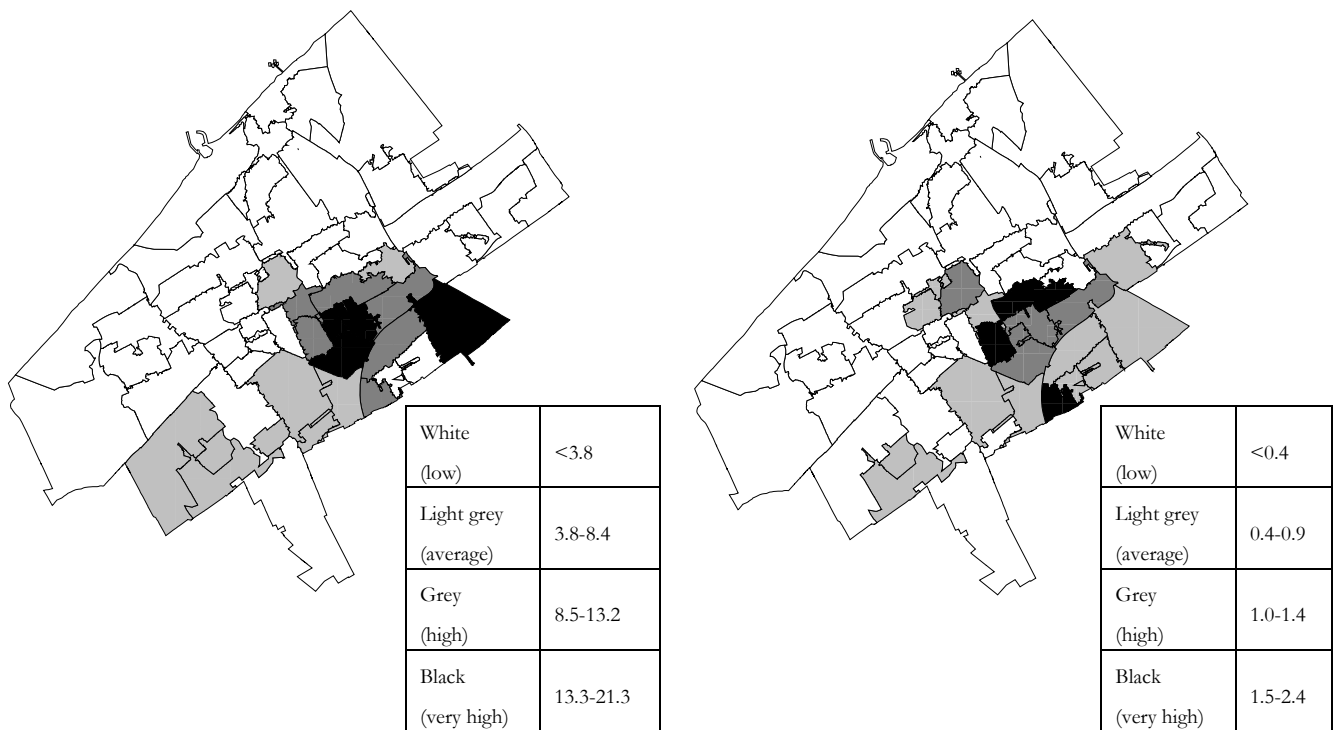 White
(low)
<3.8
Light grey
(average)
3.8-8.4
Grey
(high)
8.5-13.2
Black
(very high)
13.3-21.3
White
(low)
<0.4
Light grey
(average)
0.4-0.9
Grey
(high)
1.0-1.4
Black
(very high)
1.5-2.4